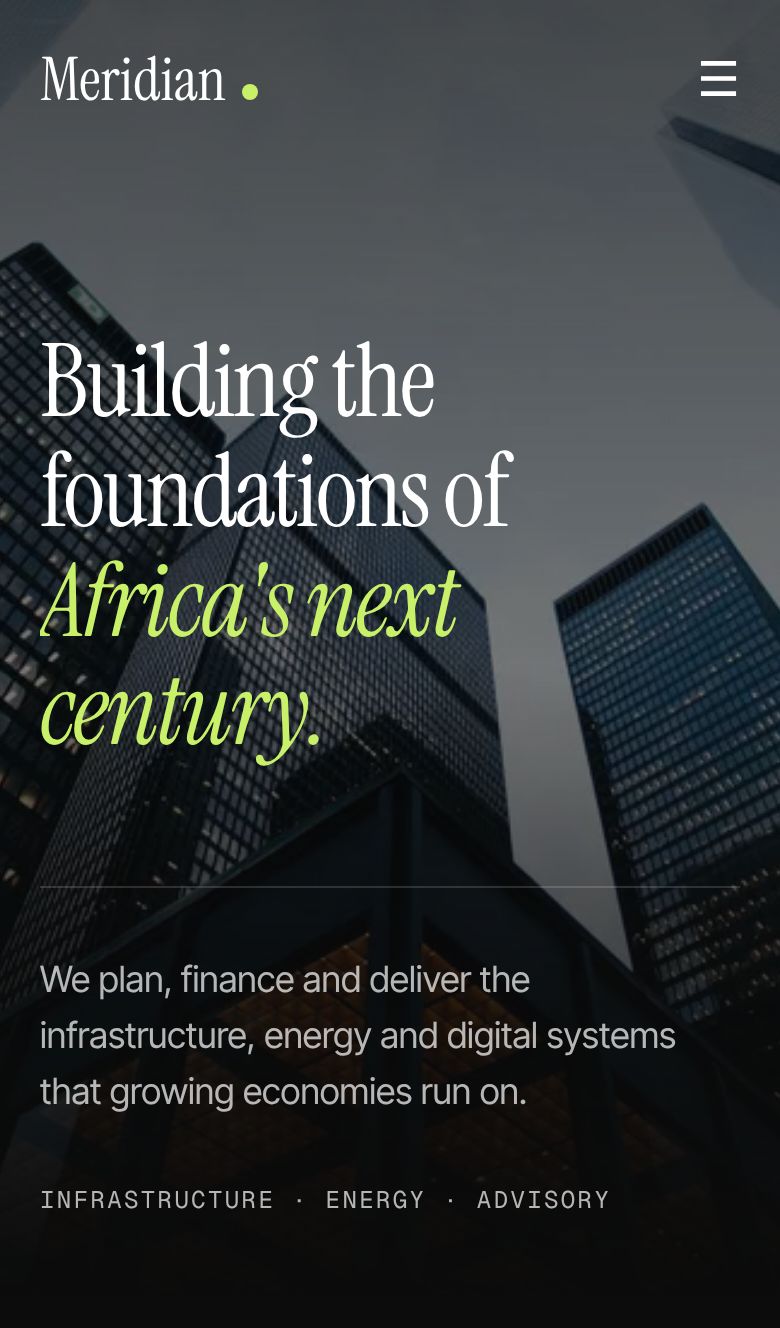 Meridian
Building the
foundations of
Africa's next
century.
We plan, finance and deliver the
infrastructure, energy and digital systems
that growing economies run on.
INFRASTRUCTURE · ENERGY · ADVISORY